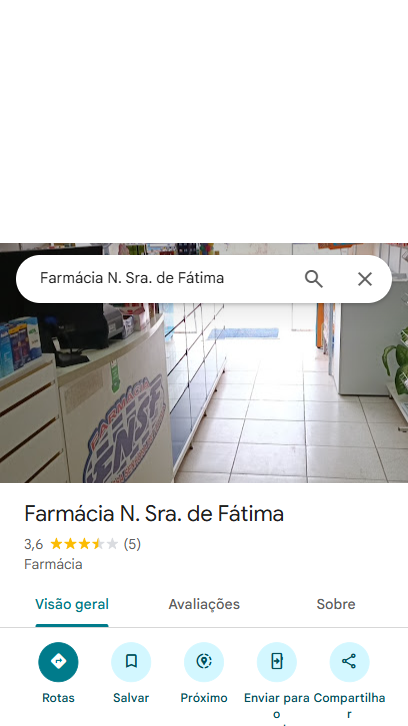 Farmácia N. Sra. de Fátima
FARMÁCIA
Farmácia N. Sra. de Fátima
3,6 (5)
Farmácia
Visão geral Avaliações Sobre
Rotas Salvar Próximo Enviar para o Compartilhar